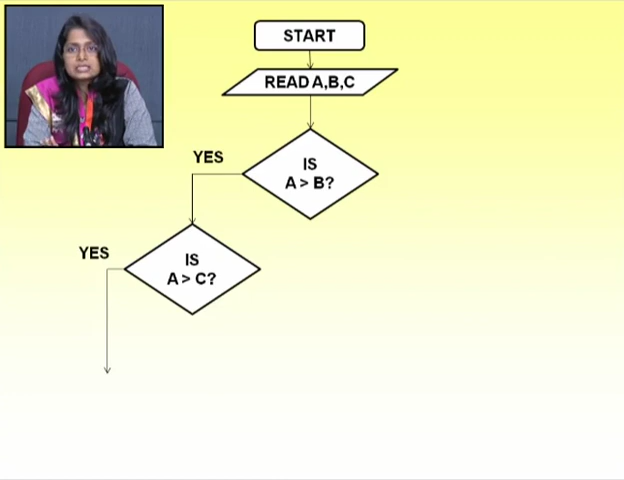 START
READ A,B,C
YES
IS
A > B?
YES
IS
A > C?